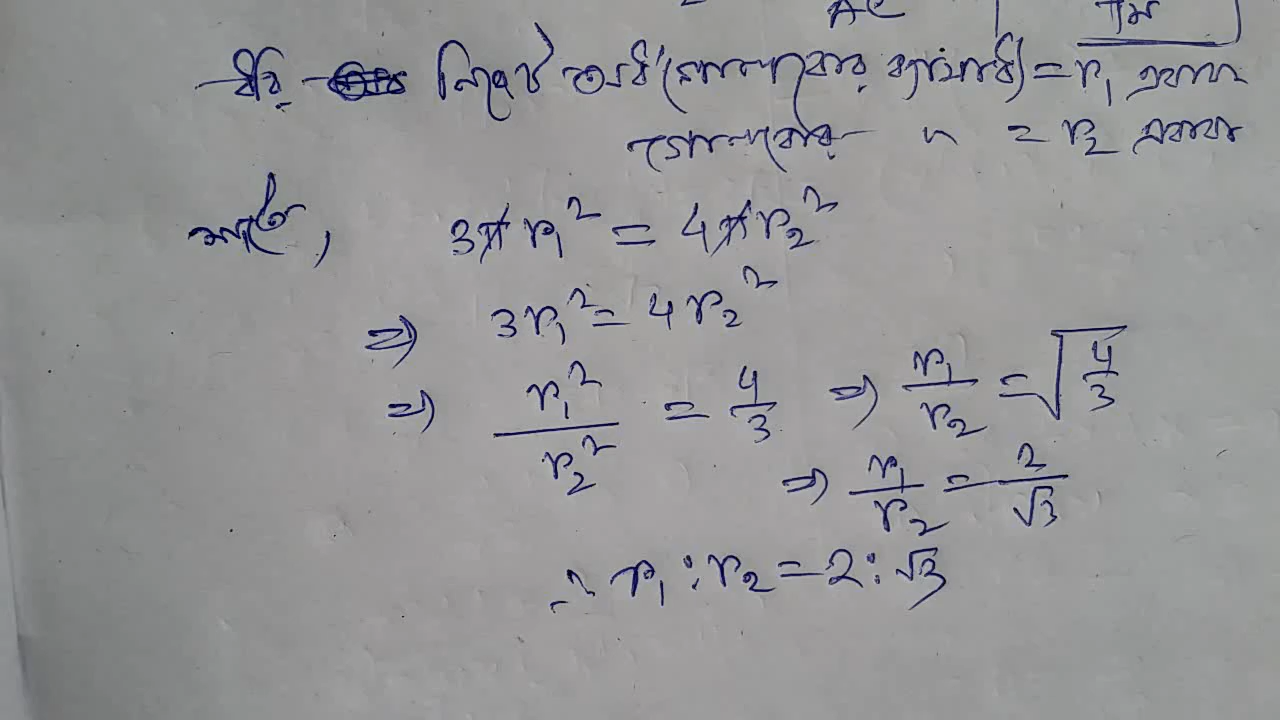 AC
ধরি, নিরেট অর্ধগোলকের ব্যাসার্ধ = r₁ একক
গোলকের " = r₂ একক
শর্তে, 3πr₁² = 4πr₂²
⇒ 3r₁² = 4r₂²
⇒ r₁²/r₂² = 4/3 ⇒ r₁/r₂ = √(4/3)
⇒ r₁/r₂ = 2/√3
∴ r₁ : r₂ = 2 : √3